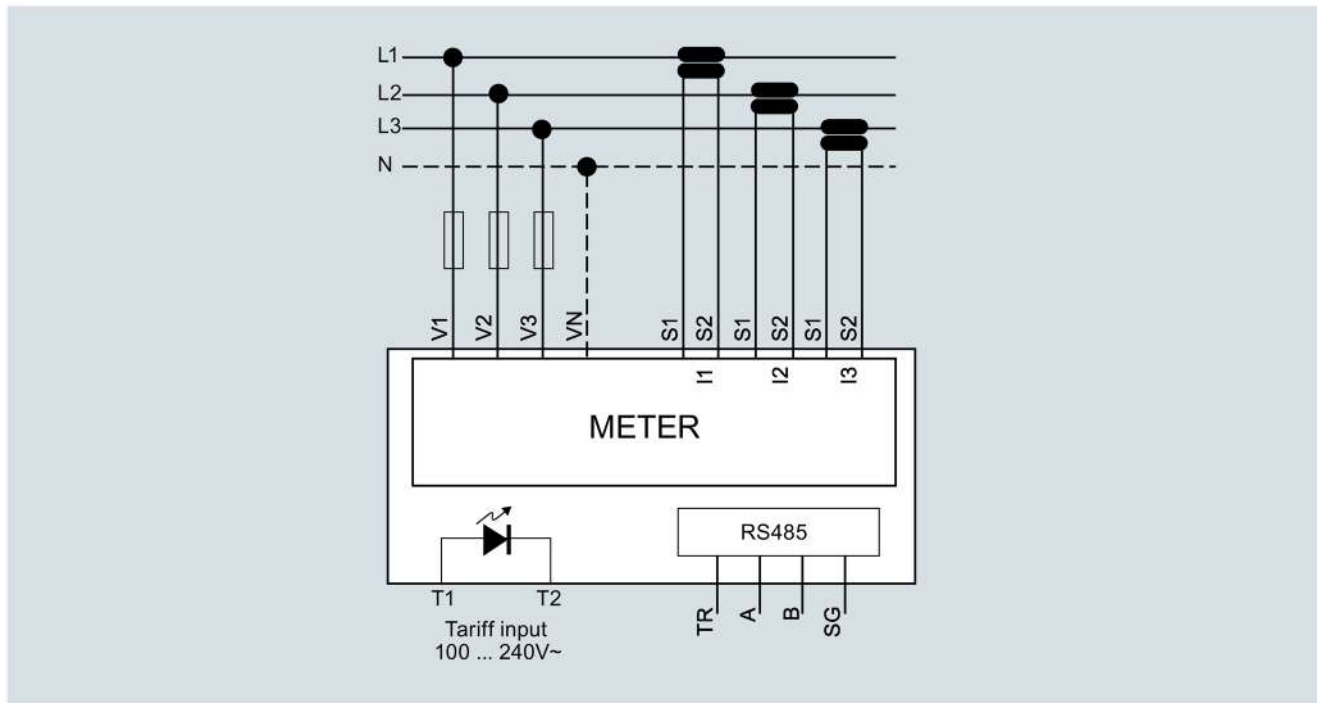 L1
L2
L3
N
V1
V2
V3
VN
S1
S2
S1
S2
S1
S2
I1
I2
I3
METER
RS485
T1
T2
TR
A
B
SG
Tariff input
100 ... 240V~